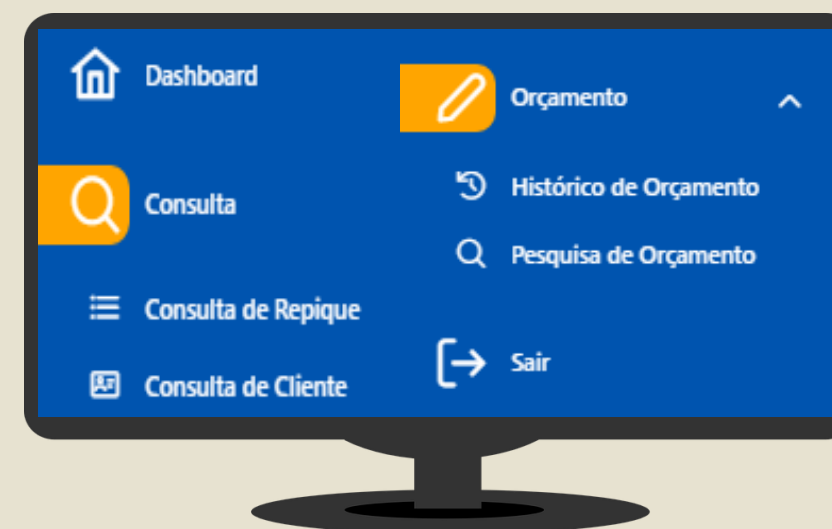 Dashboard
Consulta
Consulta de Repique
Consulta de Cliente
Orçamento
Histórico de Orçamento
Pesquisa de Orçamento
Sair